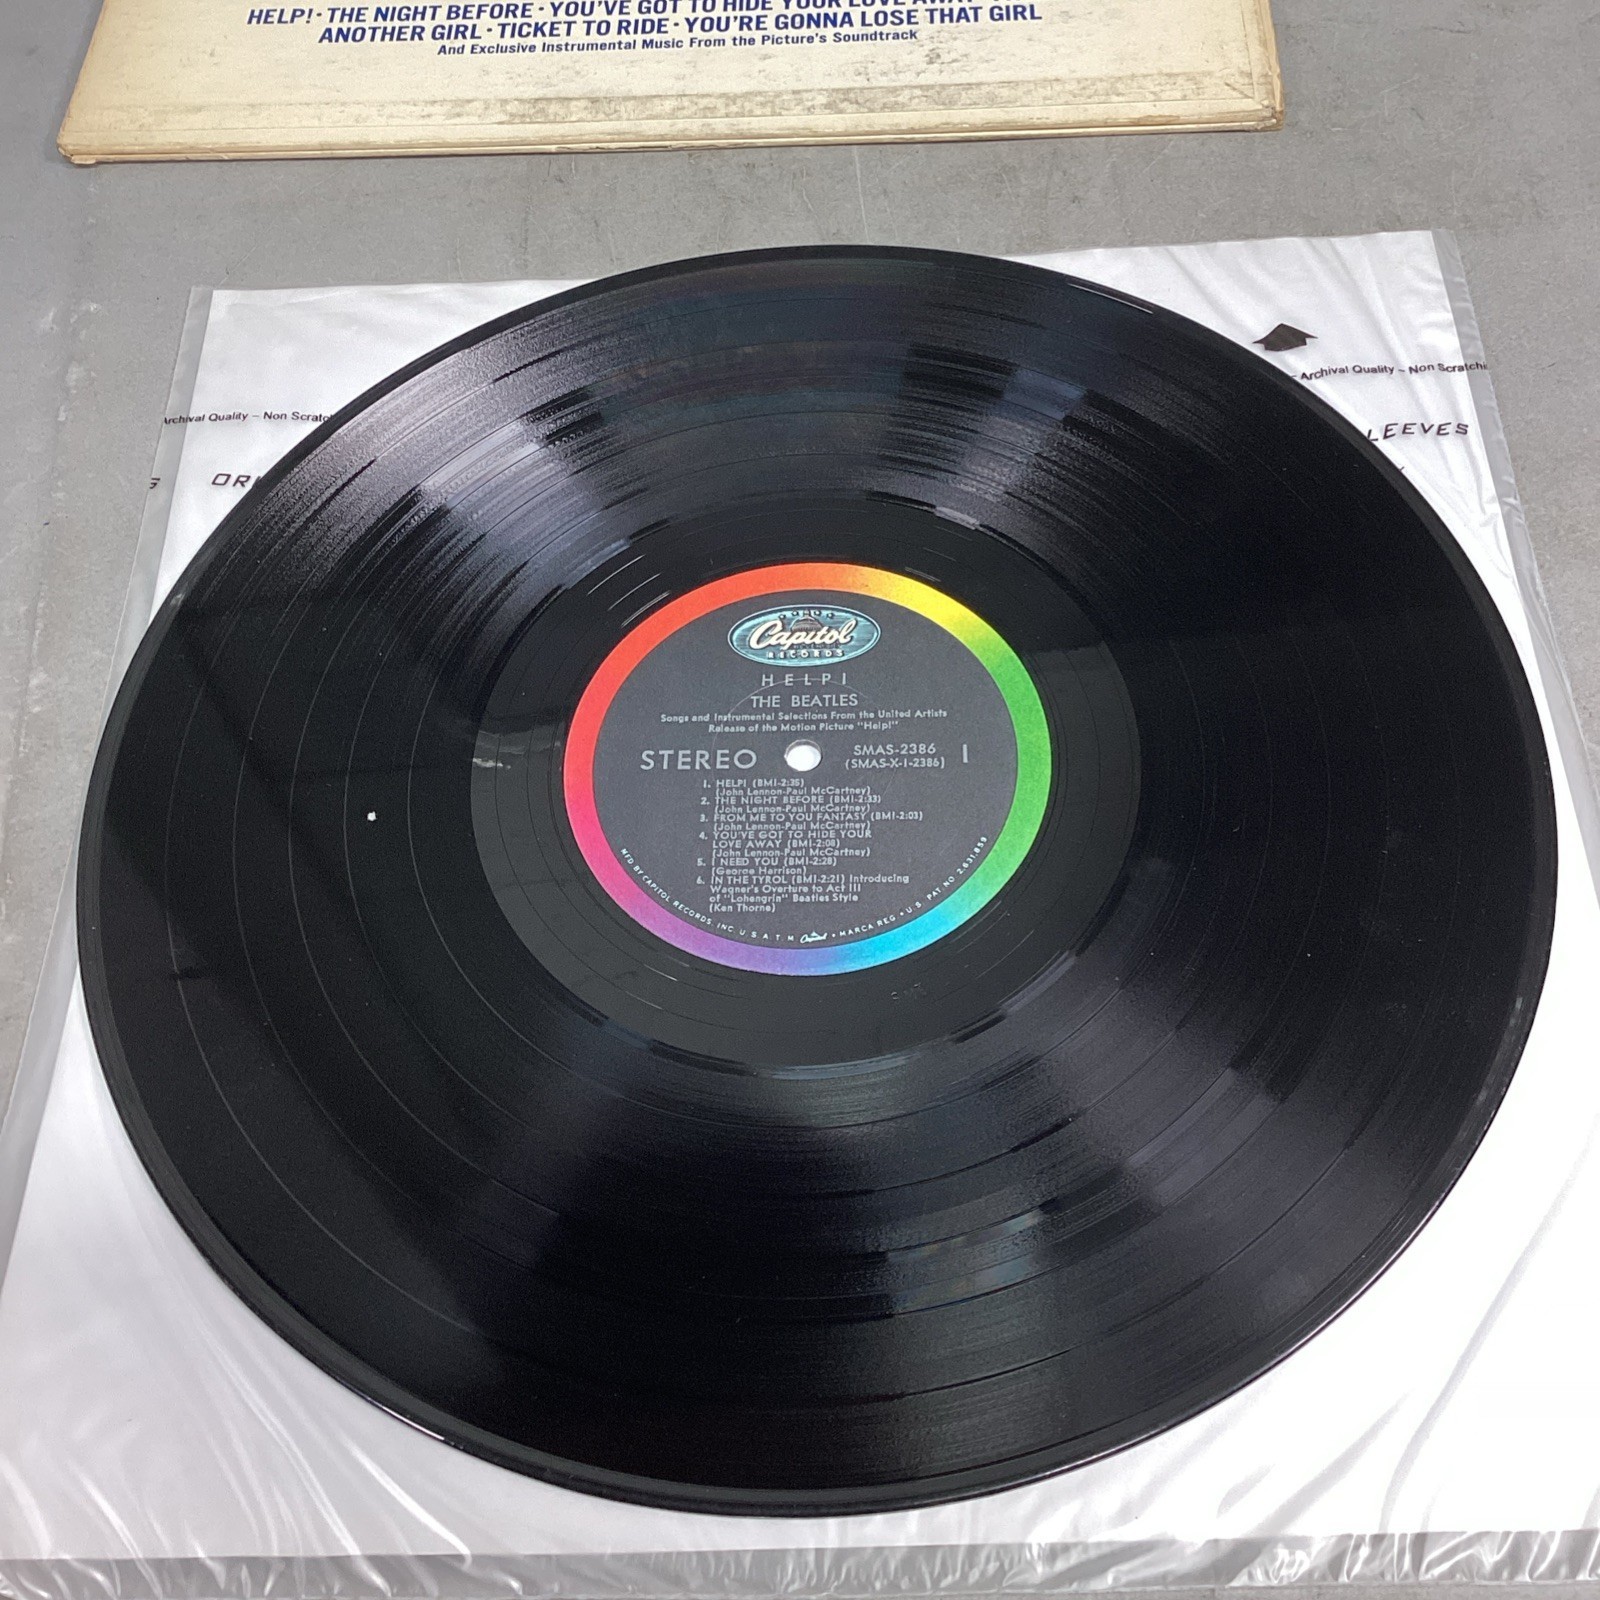 HELP! · THE NIGHT BEFORE · YOU'VE GOT TO HIDE YOUR LOVE AWAY
ANOTHER GIRL · TICKET TO RIDE · YOU'RE GONNA LOSE THAT GIRL
And Exclusive Instrumental Music From the Picture's Soundtrack
Archival Quality – Non Scratchi
LEEVES
Archival Quality – Non Scratc
ORI
Capitol
RECORDS
HELP!
THE BEATLES
Songs and Instrumental Selections From the United Artists
Release of the Motion Picture "Help!"
STEREO
SMAS-2386
(SMAS-X-1-2386)
1
1. HELP! (BMI-2:35)
(John Lennon-Paul McCartney)
2. THE NIGHT BEFORE (BMI-2:33)
(John Lennon-Paul McCartney)
3. FROM ME TO YOU FANTASY (BMI-2:03)
(John Lennon-Paul McCartney)
4. YOU'VE GOT TO HIDE YOUR
LOVE AWAY (BMI-2:08)
(John Lennon-Paul McCartney)
5. I NEED YOU (BMI-2:28)
(George Harrison)
6. IN THE TYROL (BMI-2:21) Introducing
Wagner's Overture to Act III
of "Lohengrin" Beatles Style
(Ken Thorne)
MFD BY CAPITOL RECORDS, INC. U.S.A. T.M. Capitol • MARCA REG. • U.S. PAT. NO. 2,631,859